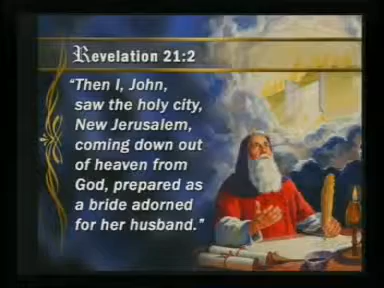 Revelation 21:2
“Then I, John,
saw the holy city,
New Jerusalem,
coming down out
of heaven from
God, prepared as
a bride adorned
for her husband.”